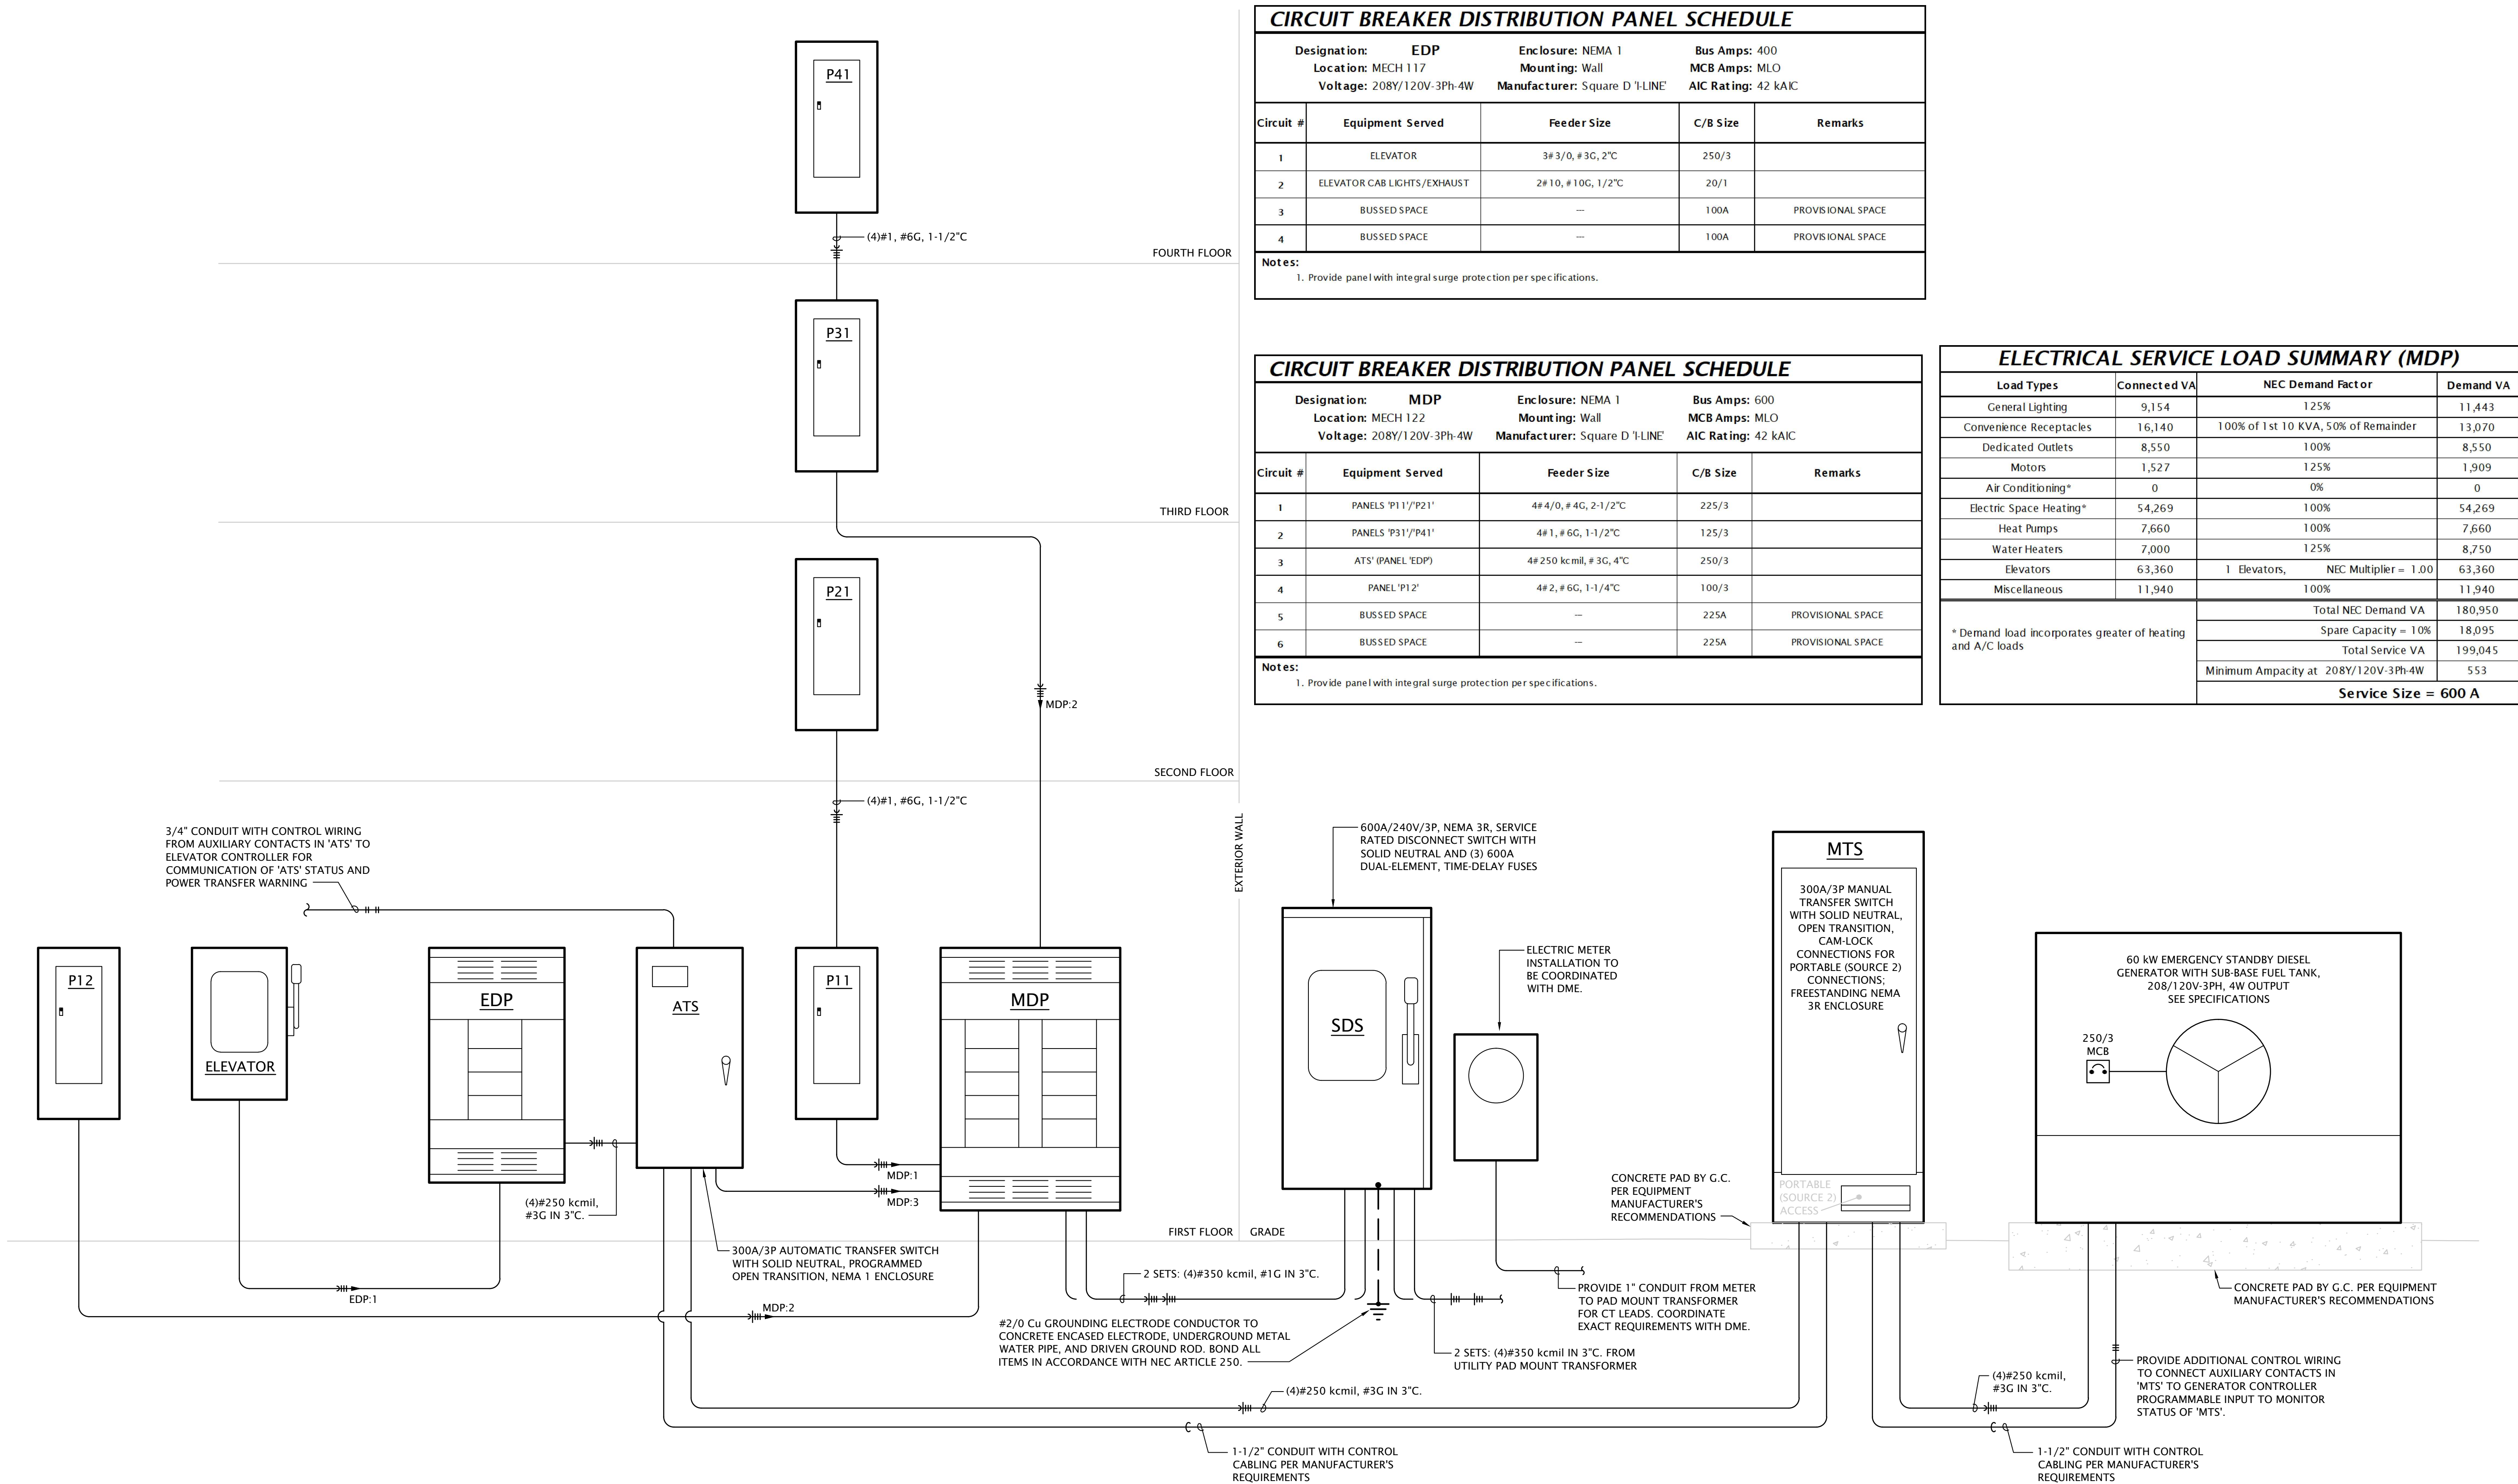 CIRCUIT BREAKER DISTRIBUTION PANEL SCHEDULE
Designation: EDP Enclosure: NEMA 1 Bus Amps: 400
Location: MECH 117 Mounting: Wall MCB Amps: MLO
Voltage: 208Y/120V-3Ph-4W Manufacturer: Square D 'I-LINE' AIC Rating: 42 kAIC
Circuit # Equipment Served Feeder Size C/B Size Remarks
1 ELEVATOR 3#3/0, #3G, 2"C 250/3
2 ELEVATOR CAB LIGHTS/EXHAUST 2#10, #10G, 1/2"C 20/1
3 BUSSED SPACE --- 100A PROVISIONAL SPACE
4 BUSSED SPACE --- 100A PROVISIONAL SPACE
Notes:
1. Provide panel with integral surge protection per specifications.
CIRCUIT BREAKER DISTRIBUTION PANEL SCHEDULE
Designation: MDP Enclosure: NEMA 1 Bus Amps: 600
Location: MECH 122 Mounting: Wall MCB Amps: MLO
Voltage: 208Y/120V-3Ph-4W Manufacturer: Square D 'I-LINE' AIC Rating: 42 kAIC
Circuit # Equipment Served Feeder Size C/B Size Remarks
1 PANELS 'P11'/'P21' 4#4/0, #4G, 2-1/2"C 225/3
2 PANELS 'P31'/'P41' 4#1, #6G, 1-1/2"C 125/3
3 ATS' (PANEL 'EDP') 4#250 kcmil, #3G, 4"C 250/3
4 PANEL 'P12' 4#2, #6G, 1-1/4"C 100/3
5 BUSSED SPACE --- 225A PROVISIONAL SPACE
6 BUSSED SPACE --- 225A PROVISIONAL SPACE
Notes:
1. Provide panel with integral surge protection per specifications.
ELECTRICAL SERVICE LOAD SUMMARY (MDP)
Load Types Connected VA NEC Demand Factor Demand VA
General Lighting 9,154 125% 11,443
Convenience Receptacles 16,140 100% of 1st 10 KVA, 50% of Remainder 13,070
Dedicated Outlets 8,550 100% 8,550
Motors 1,527 125% 1,909
Air Conditioning* 0 0% 0
Electric Space Heating* 54,269 100% 54,269
Heat Pumps 7,660 100% 7,660
Water Heaters 7,000 125% 8,750
Elevators 63,360 1 Elevators, NEC Multiplier = 1.00 63,360
Miscellaneous 11,940 100% 11,940
* Demand load incorporates greater of heating
and A/C loads
Total NEC Demand VA 180,950
Spare Capacity = 10% 18,095
Total Service VA 199,045
Minimum Ampacity at 208Y/120V-3Ph-4W 553
Service Size = 600 A
P41
(4)#1, #6G, 1-1/2"C
FOURTH FLOOR
P31
THIRD FLOOR
P21
MDP:2
SECOND FLOOR
(4)#1, #6G, 1-1/2"C
EXTERIOR WALL
3/4" CONDUIT WITH CONTROL WIRING
FROM AUXILIARY CONTACTS IN 'ATS' TO
ELEVATOR CONTROLLER FOR
COMMUNICATION OF 'ATS' STATUS AND
POWER TRANSFER WARNING
P12
ELEVATOR
EDP
ATS
P11
MDP
MDP:1
MDP:3
(4)#250 kcmil,
#3G IN 3"C.
EDP:1
MDP:2
300A/3P AUTOMATIC TRANSFER SWITCH
WITH SOLID NEUTRAL, PROGRAMMED
OPEN TRANSITION, NEMA 1 ENCLOSURE
FIRST FLOOR
GRADE
600A/240V/3P, NEMA 3R, SERVICE
RATED DISCONNECT SWITCH WITH
SOLID NEUTRAL AND (3) 600A
DUAL-ELEMENT, TIME-DELAY FUSES
SDS
ELECTRIC METER
INSTALLATION TO
BE COORDINATED
WITH DME.
2 SETS: (4)#350 kcmil, #1G IN 3"C.
#2/0 Cu GROUNDING ELECTRODE CONDUCTOR TO
CONCRETE ENCASED ELECTRODE, UNDERGROUND METAL
WATER PIPE, AND DRIVEN GROUND ROD. BOND ALL
ITEMS IN ACCORDANCE WITH NEC ARTICLE 250.
PROVIDE 1" CONDUIT FROM METER
TO PAD MOUNT TRANSFORMER
FOR CT LEADS. COORDINATE
EXACT REQUIREMENTS WITH DME.
2 SETS: (4)#350 kcmil IN 3"C. FROM
UTILITY PAD MOUNT TRANSFORMER
MTS
300A/3P MANUAL
TRANSFER SWITCH
WITH SOLID NEUTRAL,
OPEN TRANSITION,
CAM-LOCK
CONNECTIONS FOR
PORTABLE (SOURCE 2)
CONNECTIONS;
FREESTANDING NEMA
3R ENCLOSURE
PORTABLE
(SOURCE 2)
ACCESS
CONCRETE PAD BY G.C.
PER EQUIPMENT
MANUFACTURER'S
RECOMMENDATIONS
60 kW EMERGENCY STANDBY DIESEL
GENERATOR WITH SUB-BASE FUEL TANK,
208/120V-3PH, 4W OUTPUT
SEE SPECIFICATIONS
250/3
MCB
CONCRETE PAD BY G.C. PER EQUIPMENT
MANUFACTURER'S RECOMMENDATIONS
(4)#250 kcmil, #3G IN 3"C.
1-1/2" CONDUIT WITH CONTROL
CABLING PER MANUFACTURER'S
REQUIREMENTS
(4)#250 kcmil,
#3G IN 3"C.
PROVIDE ADDITIONAL CONTROL WIRING
TO CONNECT AUXILIARY CONTACTS IN
'MTS' TO GENERATOR CONTROLLER
PROGRAMMABLE INPUT TO MONITOR
STATUS OF 'MTS'.
1-1/2" CONDUIT WITH CONTROL
CABLING PER MANUFACTURER'S
REQUIREMENTS